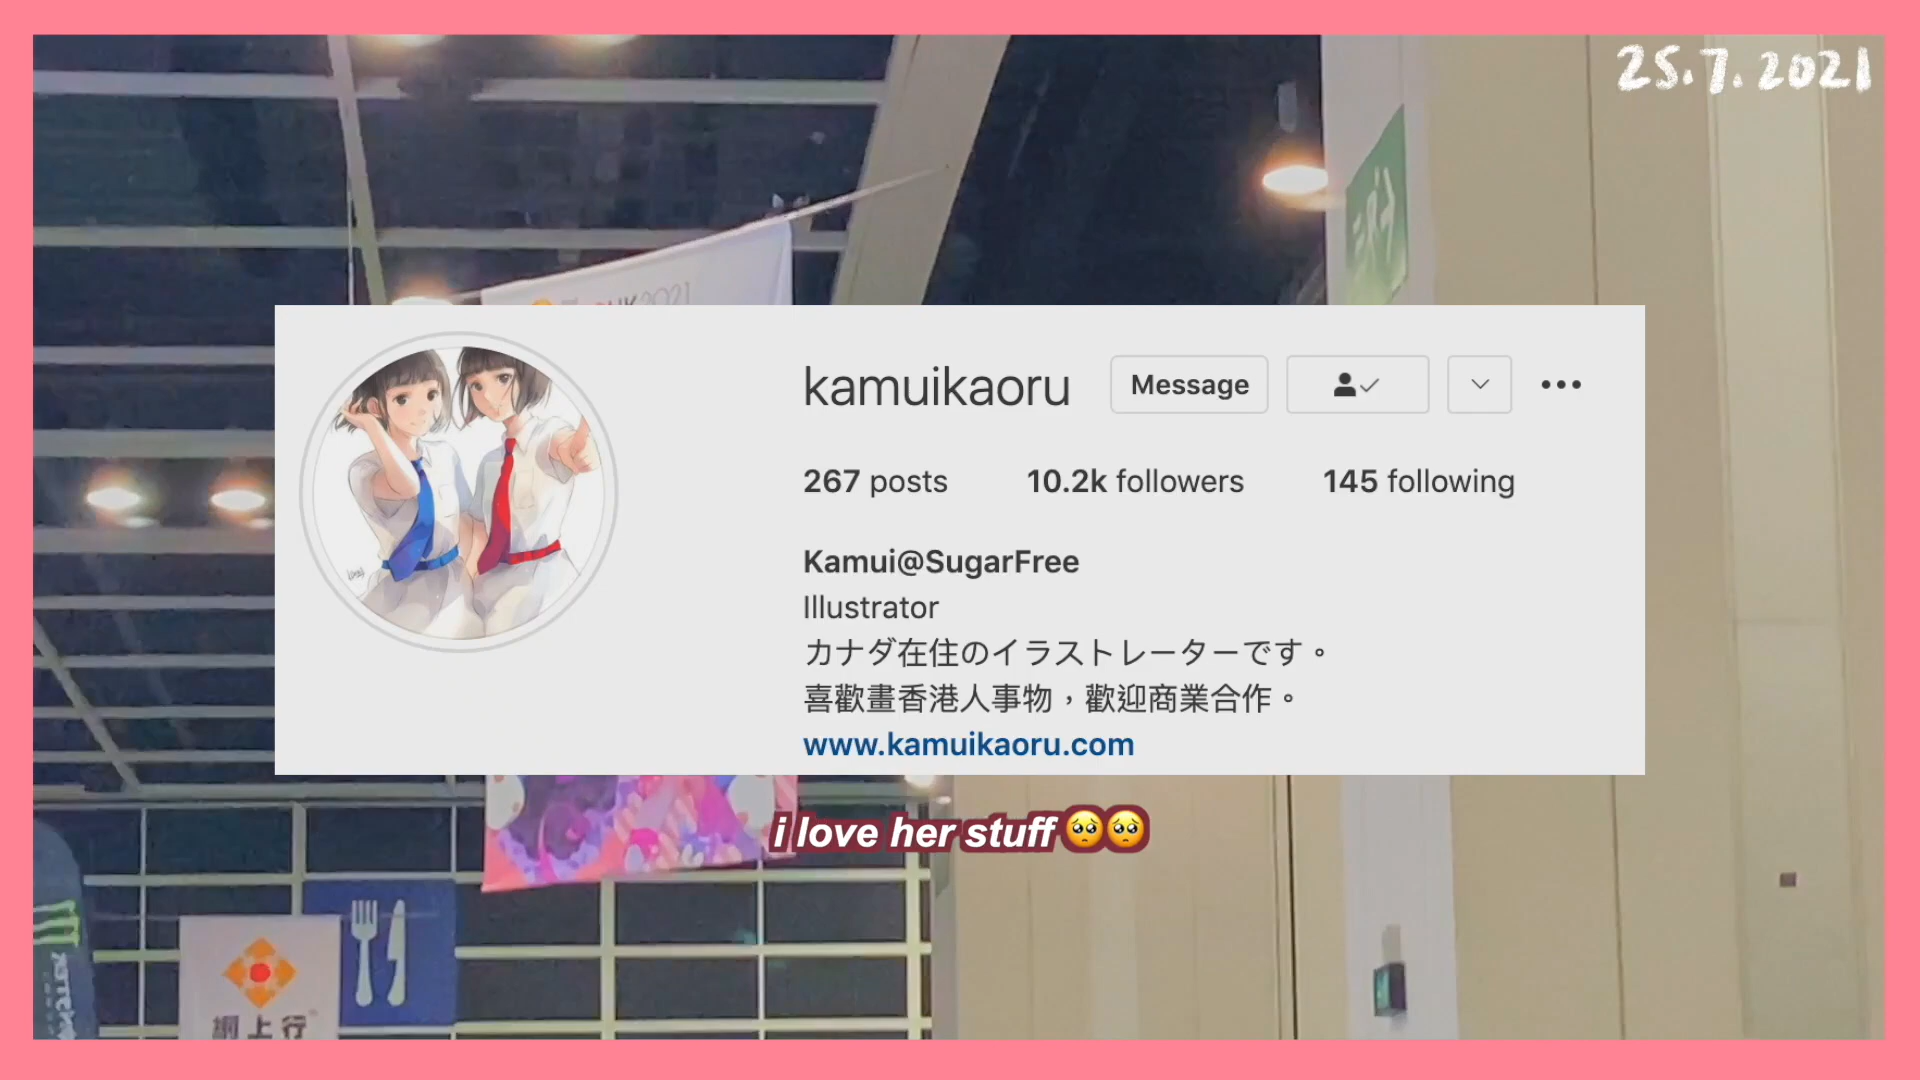 25.7.2021
kamuikaoru Message
267 posts 10.2k followers 145 following
Kamui@SugarFree
Illustrator
カナダ在住のイラストレーターです。
喜歡畫香港人事物，歡迎商業合作。
www.kamuikaoru.com
i love her stuff 🥺🥺
網上行